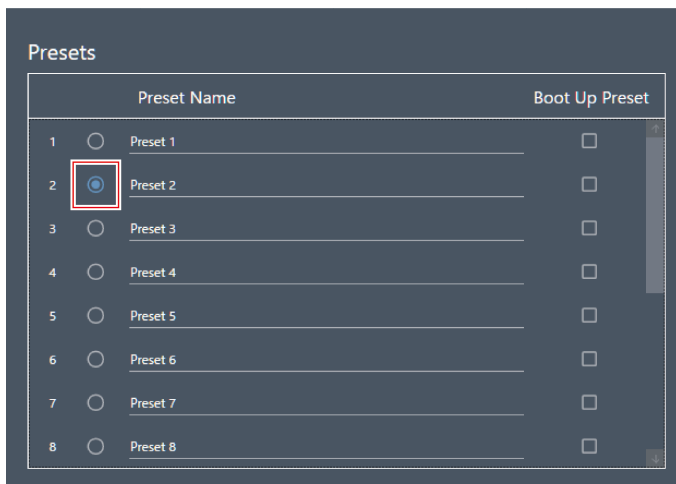 Presets
Preset Name Boot Up Preset
1 Preset 1
2 Preset 2
3 Preset 3
4 Preset 4
5 Preset 5
6 Preset 6
7 Preset 7
8 Preset 8